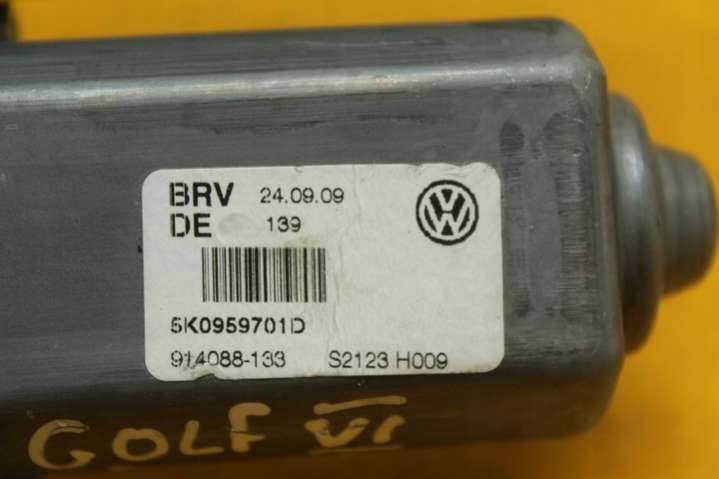 BRV 24.09.09
DE 139
5K0959701D
914088-133 S2123 H009
GOLF VI